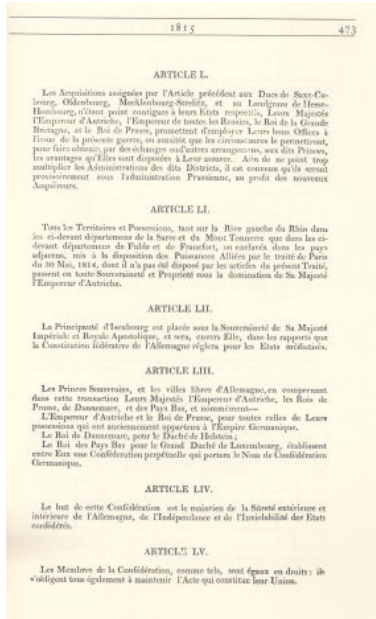 1815
473
ARTICLE L.
Les Acquisitions assignées par l'Article précédent aux Ducs de Saxe-Co-
bourg, Oldenbourg, Mecklenbourg-Strelitz, et au Landgrave de Hesse-
Hombourg, n'étant point contigues à leurs Etats respectifs, Leurs Majestés
l'Empereur d'Autriche, l'Empereur de toutes les Russies, le Roi de la Grande
Bretagne, et le Roi de Prusse, promettent d'employer Leurs bons Offices à
l'issue de la présente guerre, ou aussitôt que les circonstances le permettront,
pour faire obtenir, par des échanges ou d'autres arrangemens, aux dits Princes,
les avantages qu'Elles sont disposées à Leur assurer. Afin de ne point trop
multiplier les Administrations des dits Districts, il est convenu qu'ils seront
provisoirement sous l'administration Prussienne, au profit des nouveaux
Acquéreurs.
ARTICLE LI.
Tous les Territoires et Possessions, tant sur la Rive gauche du Rhin dans
les ci-devant départemens de la Sarre et du Mont Tonnerre que dans les ci-
devant départemens de Fulde et de Francfort, ou enclavés dans les pays
adjacens, mis à la disposition des Puissances Alliées par le traité de Paris
du 30 Mai, 1814, dont il n'a pas été disposé par les articles du présent Traité,
passent en toute Souveraineté et Proprieté sous la domination de Sa Majesté
l'Empereur d'Autriche.
ARTICLE LII.
La Principauté d'Isenbourg est placée sous la Souveraineté de Sa Majesté
Impériale et Royale Apostolique, et sera, envers Elle, dans les rapports que
la Constitution fédérative de l'Allemagne réglera pour les Etats médiatisés.
ARTICLE LIII.
Les Princes Souverains, et les villes libres d'Allemagne, en comprenant
dans cette transaction Leurs Majestés l'Empereur d'Autriche, les Rois de
Prusse, de Dannemarc, et des Pays Bas, et nommément—
L'Empereur d'Autriche et le Roi de Prusse, pour toutes celles de Leurs
possessions qui ont anciennement appartenu à l'Empire Germanique.
Le Roi de Dannemarc, pour le Duché de Holstein;
Le Roi des Pays Bas pour le Grand Duché de Luxembourg, établissent
entre Eux une Conféderation perpétuelle qui portera le Nom de Confédération
Germanique.
ARTICLE LIV.
Le but de cette Confédération est le maintien de la Sûreté extérieure et
intérieure de l'Allemagne, de l'Indépendance et de l'Inviolabilité des Etats
confédérés.
ARTICLE LV.
Les Membres de la Confédération, comme tels, sont égaux en droits: ils
s'obligent tous également à maintenir l'Acte qui constitue leur Union.